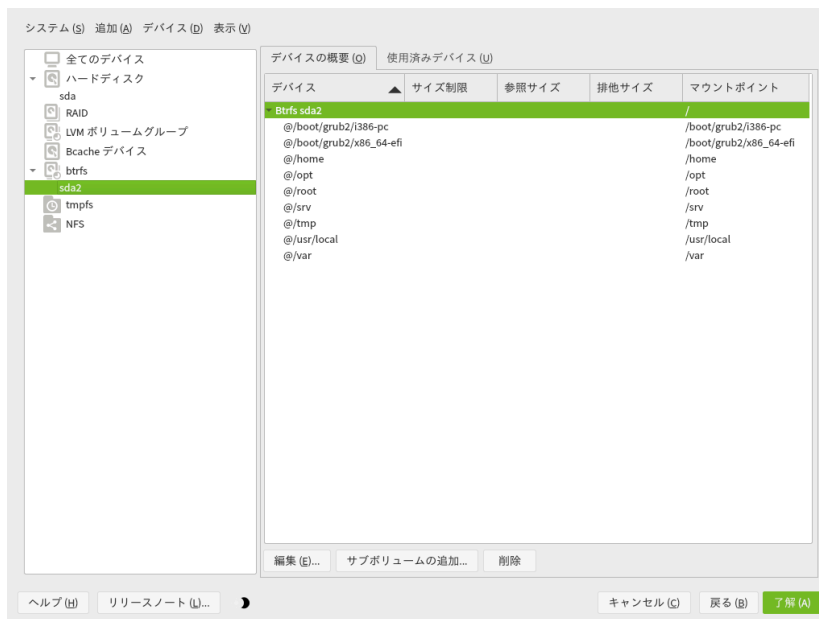 システム(S) 追加(A) デバイス(D) 表示(V)
全てのデバイス
ハードディスク
sda
RAID
LVM ボリュームグループ
Bcache デバイス
btrfs
sda2
tmpfs
NFS
デバイスの概要(O) 使用済みデバイス(U)
デバイス サイズ制限 参照サイズ 排他サイズ マウントポイント
Btrfs sda2 /
@/boot/grub2/i386-pc /boot/grub2/i386-pc
@/boot/grub2/x86_64-efi /boot/grub2/x86_64-efi
@/home /home
@/opt /opt
@/root /root
@/srv /srv
@/tmp /tmp
@/usr/local /usr/local
@/var /var
編集(E)... サブボリュームの追加... 削除
ヘルプ(H) リリースノート(L)... キャンセル(C) 戻る(B) 了解(A)